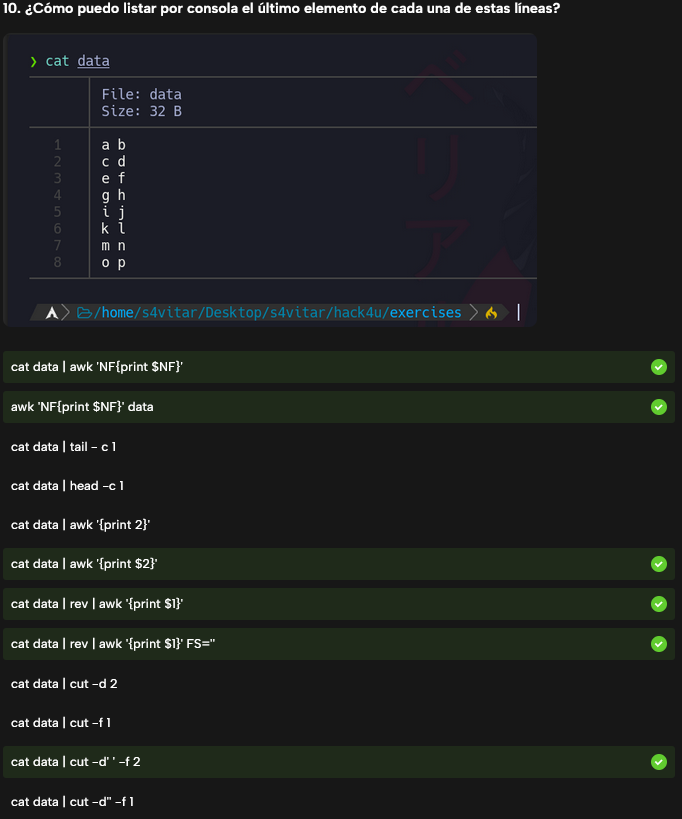 10. ¿Cómo puedo listar por consola el último elemento de cada una de estas líneas?
❯ cat data
File: data
Size: 32 B
1 a b
2 c d
3 e f
4 g h
5 i j
6 k l
7 m n
8 o p
ベリア
/home/s4vitar/Desktop/s4vitar/hack4u/exercises
cat data | awk 'NF{print $NF}'
awk 'NF{print $NF}' data
cat data | tail - c 1
cat data | head -c 1
cat data | awk '{print 2}'
cat data | awk '{print $2}'
cat data | rev | awk '{print $1}'
cat data | rev | awk '{print $1}' FS=''
cat data | cut -d 2
cat data | cut -f 1
cat data | cut -d' ' -f 2
cat data | cut -d'' -f 1